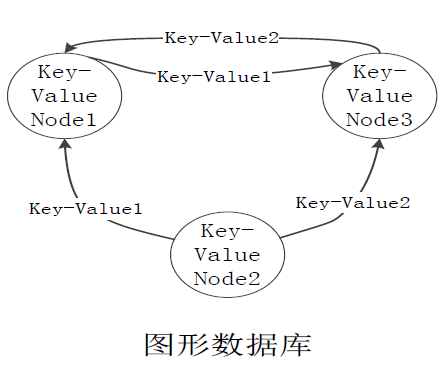 Key-Value2
Key-Value1
Key-
Value
Node1
Key-
Value
Node3
Key-Value1
Key-Value2
Key-
Value
Node2
图形数据库